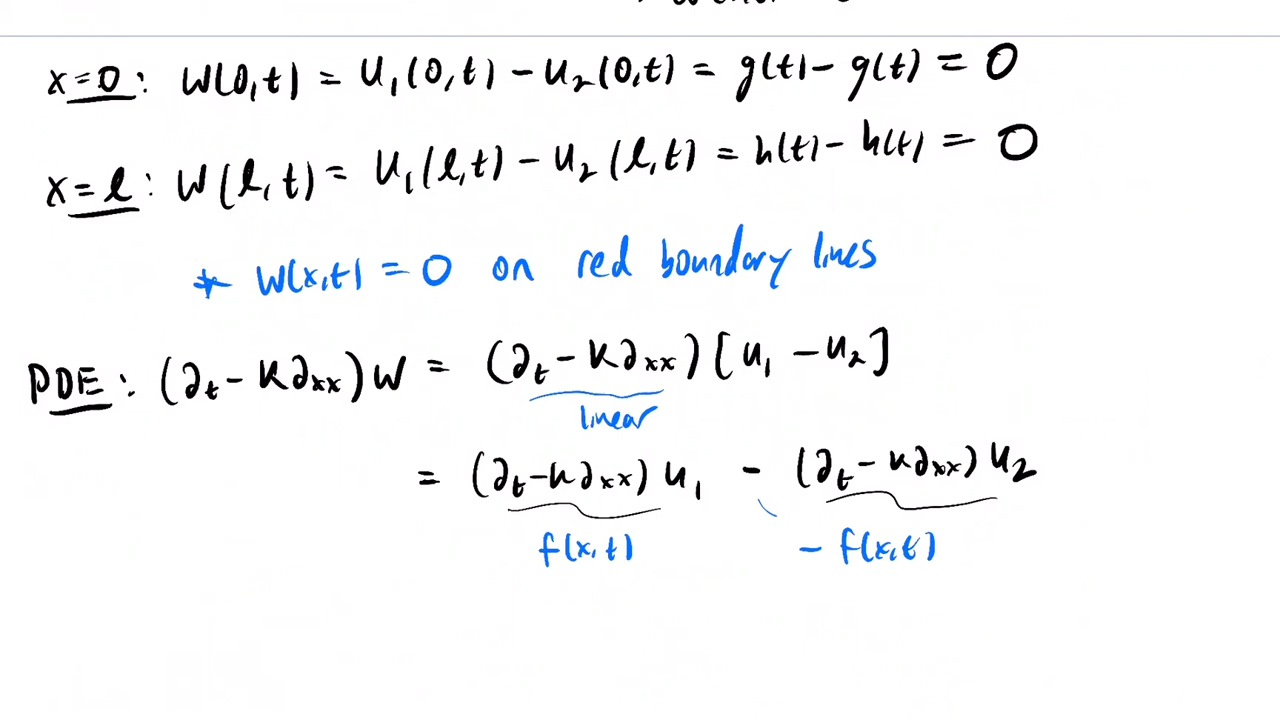 x=0: W(0,t) = u₁(0,t) - u₂(0,t) = g(t) - g(t) = 0
x=l: W(l,t) = u₁(l,t) - u₂(l,t) = h(t) - h(t) = 0
* W(x,t) = 0 on red boundary lines
PDE: (∂ₜ - k∂ₓₓ)W = (∂ₜ - k∂ₓₓ)[u₁ - u₂]
linear
= (∂ₜ - k∂ₓₓ)u₁ - (∂ₜ - k∂ₓₓ)u₂
f(x,t) - f(x,t)